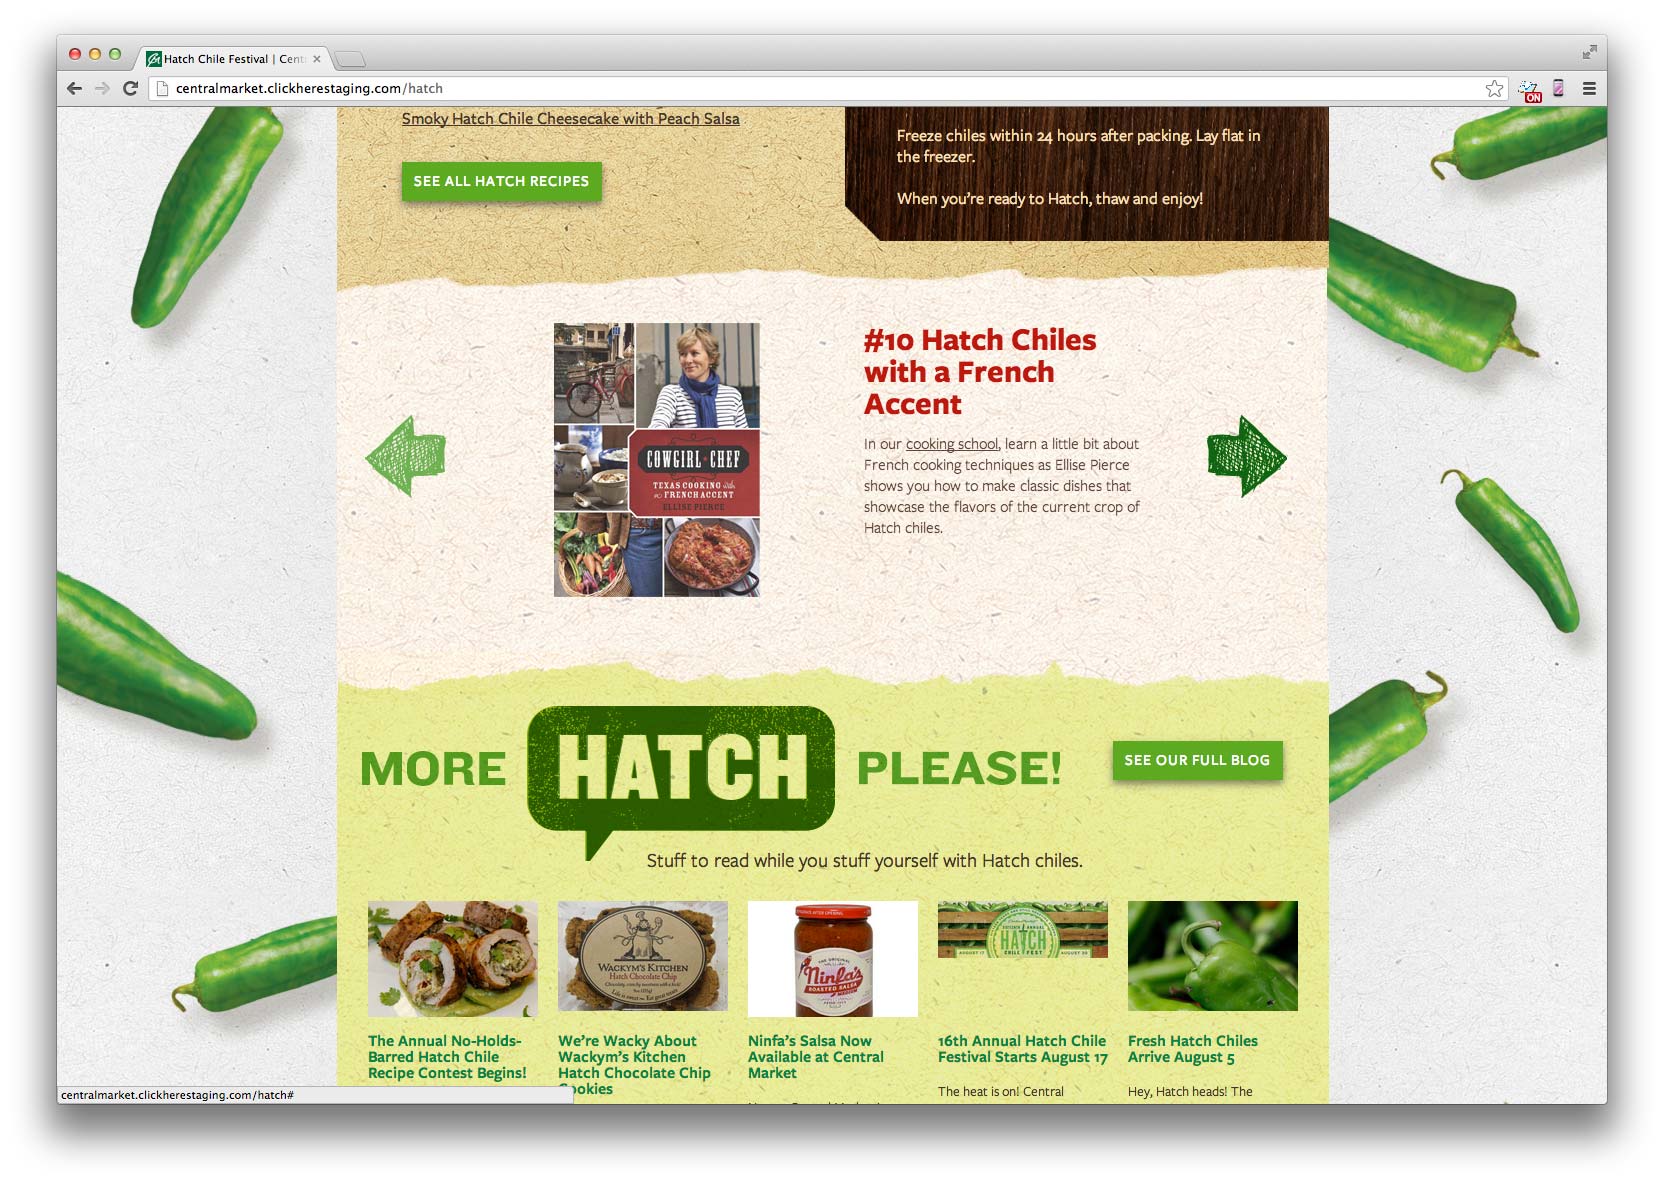 Hatch Chile Festival | Cent
centralmarket.clickherestaging.com/hatch
ON
Smoky Hatch Chile Cheesecake with Peach Salsa
SEE ALL HATCH RECIPES
Freeze chiles within 24 hours after packing. Lay flat in
the freezer.
When you're ready to Hatch, thaw and enjoy!
COWGIRL CHEF
TEXAS COOKING with
a FRENCH ACCENT
ELLISE PIERCE
#10 Hatch Chiles
with a French
Accent
In our cooking school, learn a little bit about
French cooking techniques as Ellise Pierce
shows you how to make classic dishes that
showcase the flavors of the current crop of
Hatch chiles.
MORE HATCH PLEASE!
SEE OUR FULL BLOG
Stuff to read while you stuff yourself with Hatch chiles.
WACKYM'S KITCHEN
Hatch Chocolate Chip
THE ORIGINAL
Ninfa's
ROASTED SALSA
HATCH
CHILE FEST
AUGUST 17
AUGUST 30
The Annual No-Holds-
Barred Hatch Chile
Recipe Contest Begins!
We're Wacky About
Wackym's Kitchen
Hatch Chocolate Chip
Cookies
Ninfa's Salsa Now
Available at Central
Market
16th Annual Hatch Chile
Festival Starts August 17
The heat is on! Central
Fresh Hatch Chiles
Arrive August 5
Hey, Hatch heads! The
centralmarket.clickherestaging.com/hatch#